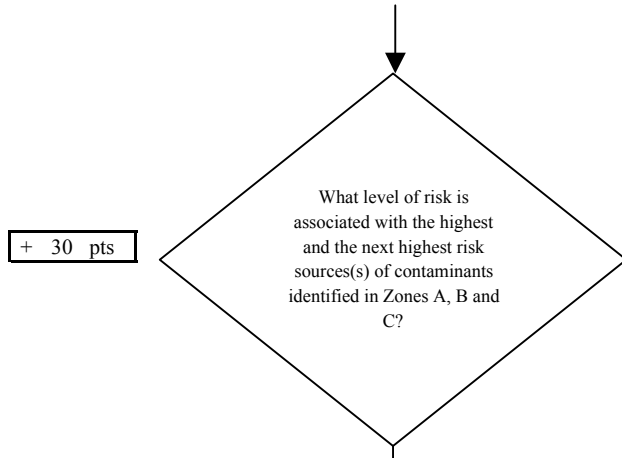 What level of risk is
associated with the highest
+ 30 pts
and the next highest risk
sources(s) of contaminants
identified in Zones A, B and
C?